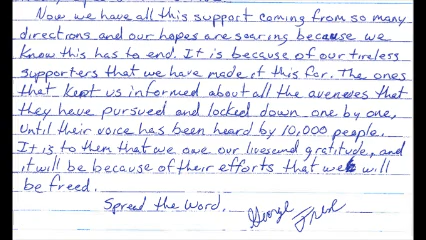 Now we have all this support coming from so many
directions and our hopes are soaring because we
know this has to end. It is because of our tireless
supporters that we have made it this far. The ones
that kept us informed about all the aveneves that
they have pursued and locked down one by one,
until their voice has been heard by 10,000 people.
It is to them that we owe our lives and gratitude, and
it will be because of their efforts that we will
be freed.
Spread the Word. George Fred